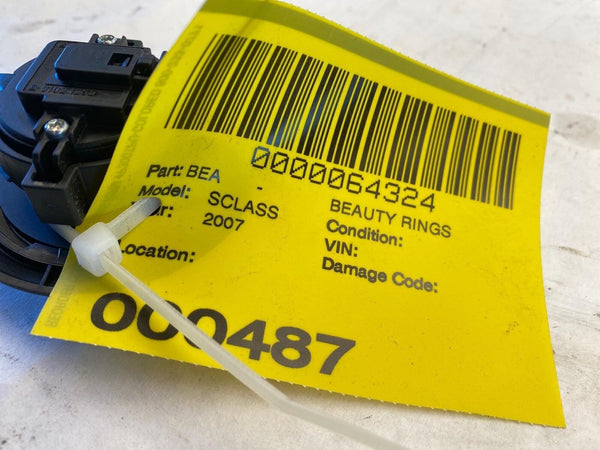 0000064324
Part: BEA - BEAUTY RINGS
Model: SCLASS Condition:
2007 VIN:
Location: Damage Code:
000487